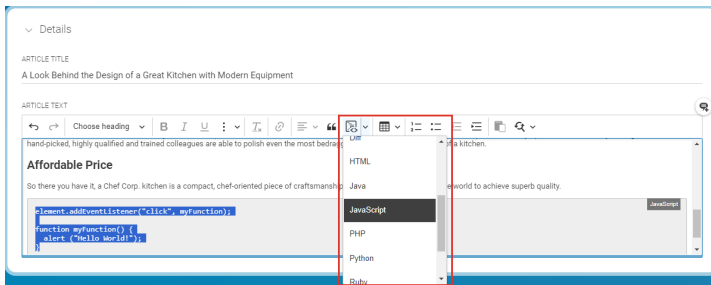 Details
ARTICLE TITLE
A Look Behind the Design of a Great Kitchen with Modern Equipment
ARTICLE TEXT
Choose heading B I U
hand-picked, highly qualified and trained colleagues are able to polish even the most of a kitchen.
Affordable Price
So there you have it, a Chef Corp. kitchen is a compact, chef-oriented piece of world to achieve superb quality.
JavaScript
element.addEventListener("click", myFunction);
function myFunction() {
alert ("Hello World!");
}
Diff
HTML
Java
JavaScript
PHP
Python
Ruby